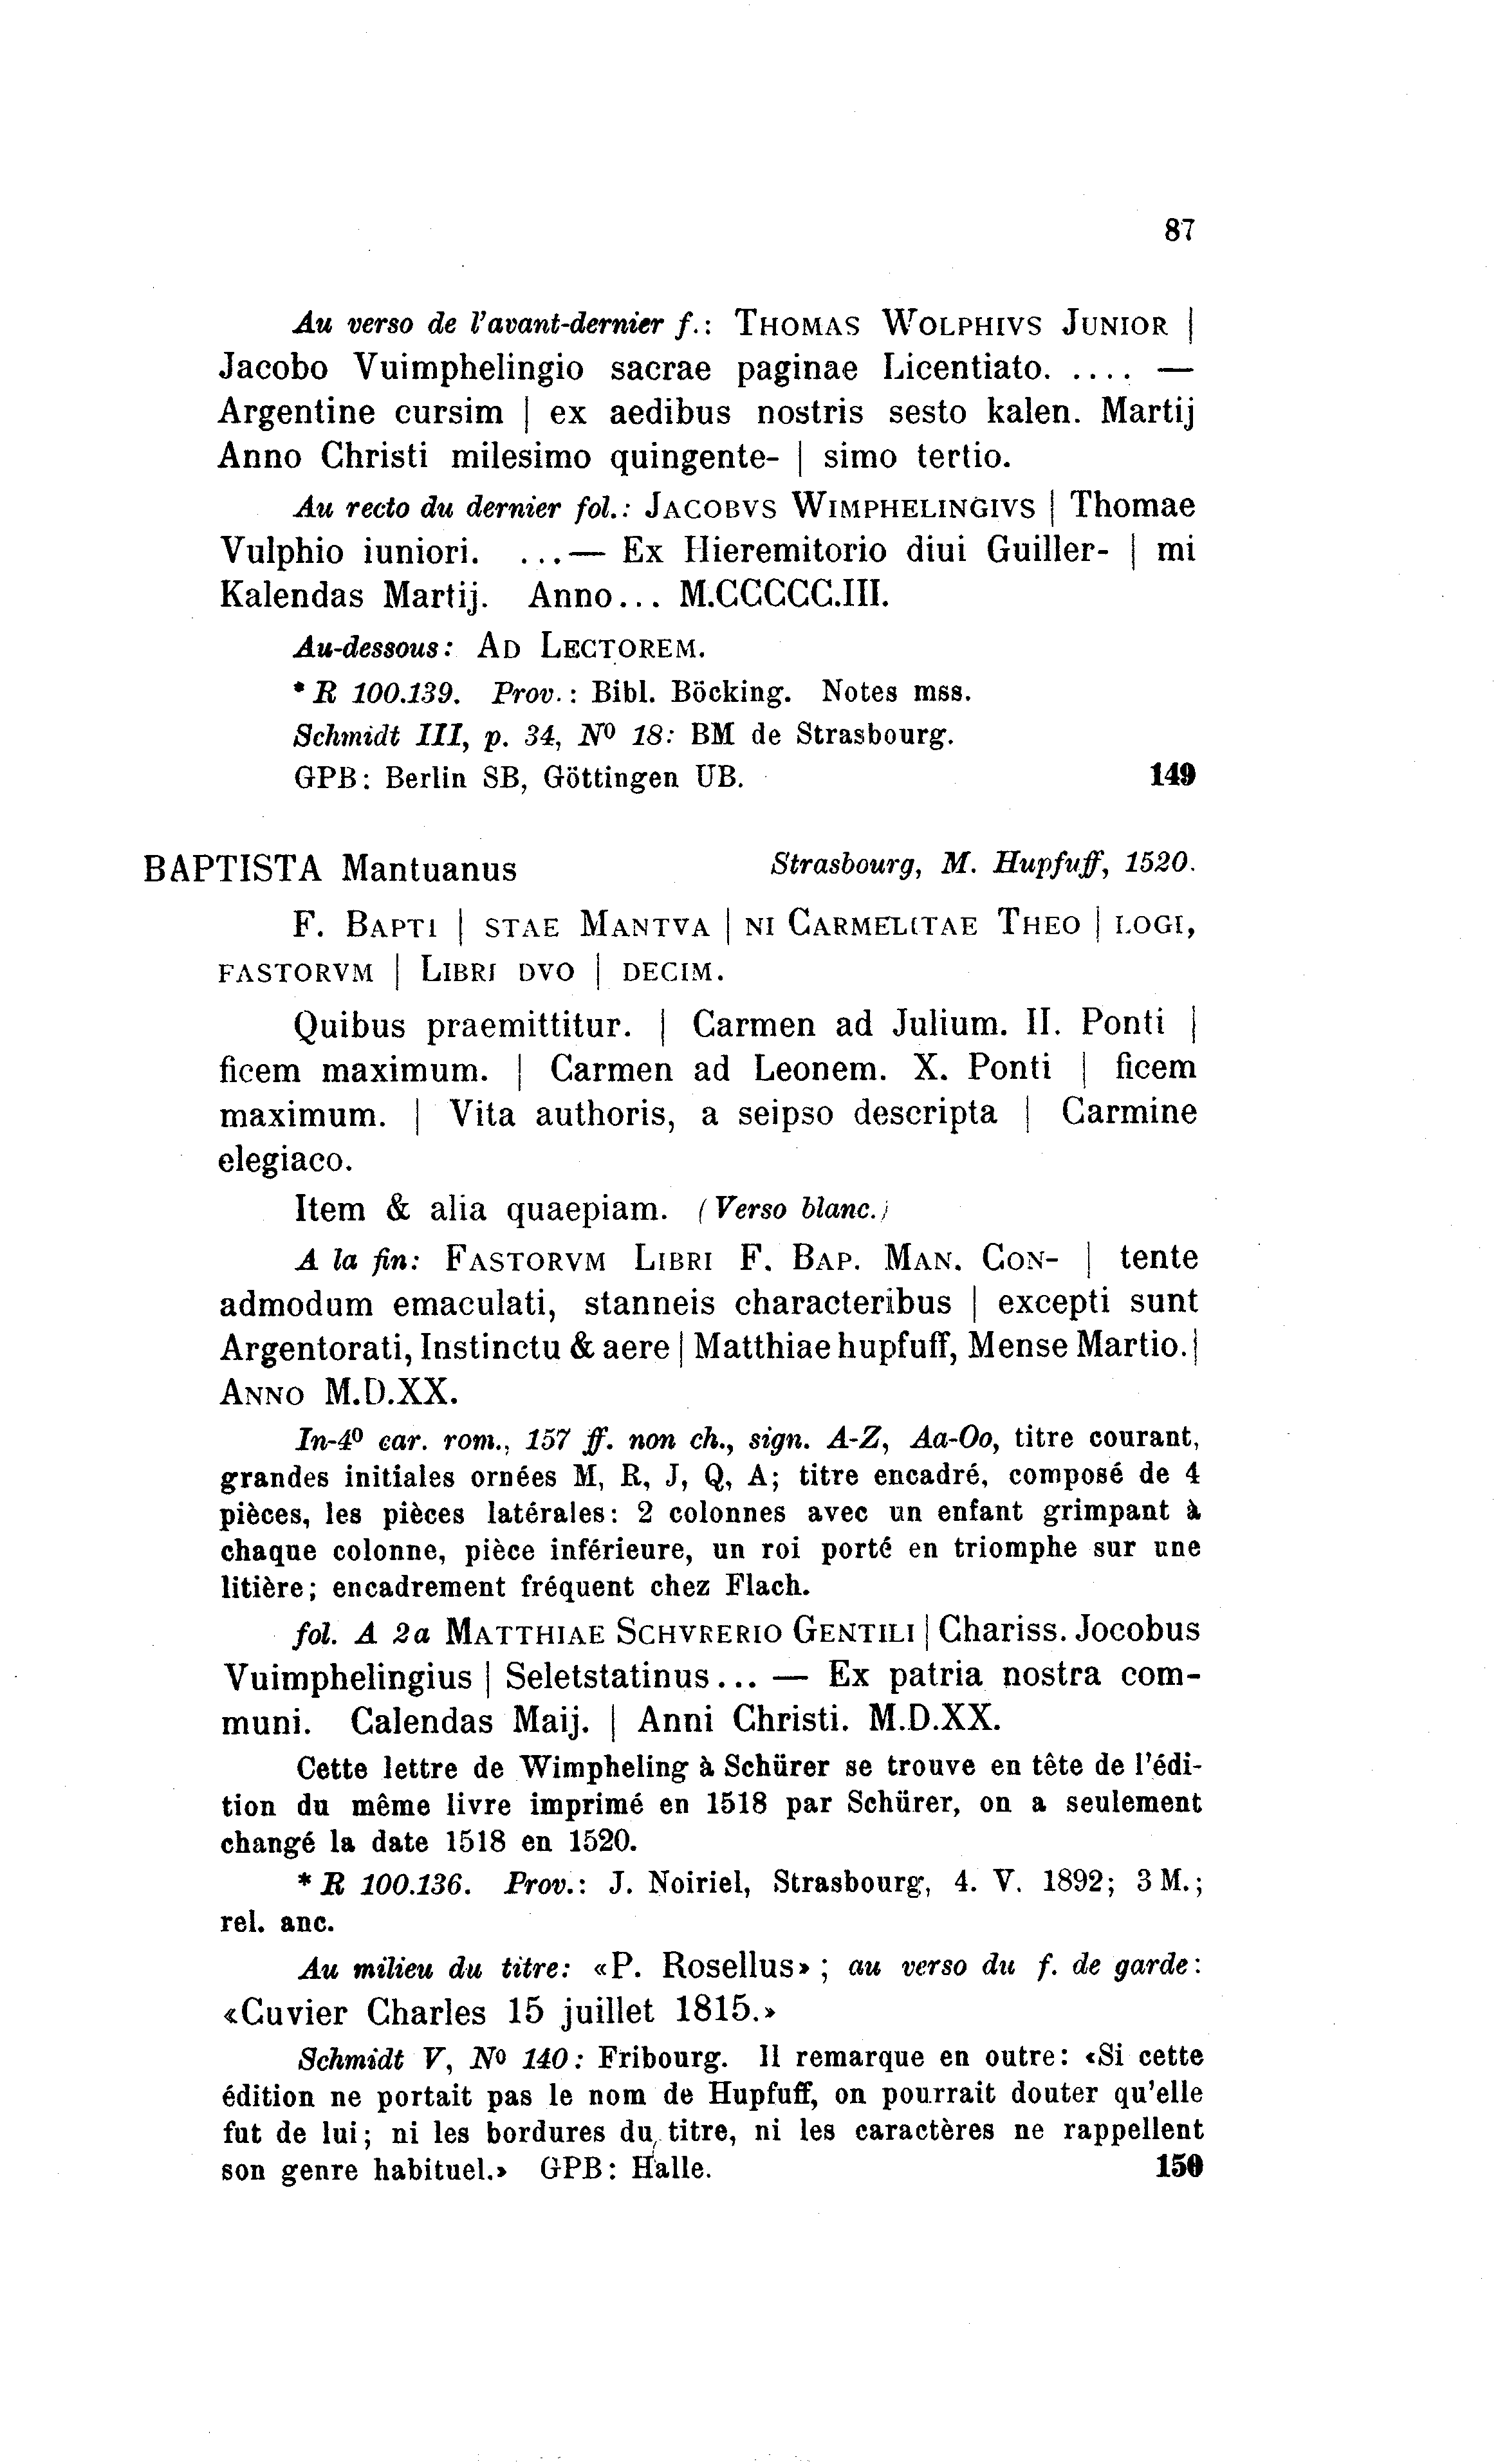 87
Au verso de l'avant-dernier f.: THOMAS WOLPHIVS JUNIOR |
Jacobo Vuimphelingio sacrae paginae Licentiato. .... —
Argentine cursim | ex aedibus nostris sesto kalen. Martij
Anno Christi milesimo quingente- | simo tertio.
Au recto du dernier fol.: JACOBVS WIMPHELINGIVS | Thomae
Vulphio iuniori. ...— Ex Hieremitorio diui Guiller- | mi
Kalendas Martij. Anno... M.CCCCC.III.
Au-dessous: AD LECTOREM.
* R 100.139. Prov.: Bibl. Böcking. Notes mss.
Schmidt III, p. 34, Nº 18: BM de Strasbourg.
GPB: Berlin SB, Göttingen UB. 149
BAPTISTA Mantuanus Strasbourg, M. Hupfuff, 1520.
F. BAPTI | STAE MANTVA | NI CARMELITAE THEO | LOGI,
FASTORVM | LIBRI DVO | DECIM.
Quibus praemittitur. | Carmen ad Julium. II. Ponti |
ficem maximum. | Carmen ad Leonem. X. Ponti | ficem
maximum. | Vita authoris, a seipso descripta | Carmine
elegiaco.
Item & alia quaepiam. (Verso blanc.)
A la fin: FASTORVM LIBRI F. BAP. MAN. CON- | tente
admodum emaculati, stanneis characteribus | excepti sunt
Argentorati, Instinctu & aere | Matthiae hupfuff, Mense Martio. |
ANNO M.D.XX.
In-4º car. rom., 157 ff. non ch., sign. A-Z, Aa-Oo, titre courant,
grandes initiales ornées M, R, J, Q, A; titre encadré, composé de 4
pièces, les pièces latérales: 2 colonnes avec un enfant grimpant à
chaque colonne, pièce inférieure, un roi porté en triomphe sur une
litière; encadrement fréquent chez Flach.
fol. A 2a MATTHIAE SCHVRERIO GENTILI | Chariss. Jocobus
Vuimphelingius | Seletstatinus... — Ex patria nostra com-
muni. Calendas Maij. | Anni Christi. M.D.XX.
Cette lettre de Wimpheling à Schürer se trouve en tête de l'édi-
tion du même livre imprimé en 1518 par Schürer, on a seulement
changé la date 1518 en 1520.
* R 100.136. Prov.: J. Noiriel, Strasbourg, 4. V. 1892; 3 M.;
rel. anc.
Au milieu du titre: «P. Rosellus»; au verso du f. de garde:
«Cuvier Charles 15 juillet 1815.»
Schmidt V, Nº 140: Fribourg. Il remarque en outre: «Si cette
édition ne portait pas le nom de Hupfuff, on pourrait douter qu'elle
fut de lui; ni les bordures du titre, ni les caractères ne rappellent
son genre habituel.» GPB: Halle. 150